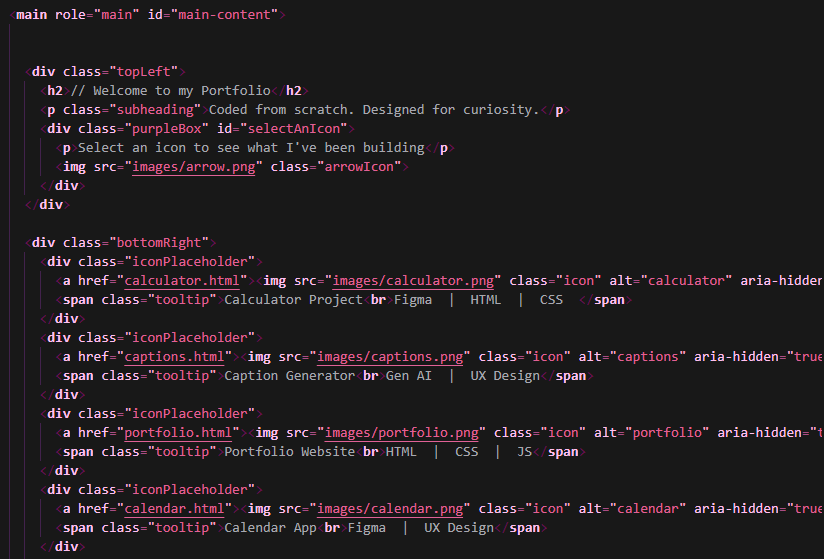 <main role="main" id="main-content">
<div class="topLeft">
<h2>// Welcome to my Portfolio</h2>
<p class="subheading">Coded from scratch. Designed for curiosity.</p>
<div class="purpleBox" id="selectAnIcon">
<p>Select an icon to see what I've been building</p>
<img src="images/arrow.png" class="arrowIcon">
</div>
</div>
<div class="bottomRight">
<div class="iconPlaceholder">
<a href="calculator.html"><img src="images/calculator.png" class="icon" alt="calculator" aria-hidden
<span class="tooltip">Calculator Project<br>Figma | HTML | CSS </span>
</div>
<div class="iconPlaceholder">
<a href="captions.html"><img src="images/captions.png" class="icon" alt="captions" aria-hidden="true
<span class="tooltip">Caption Generator<br>Gen AI | UX Design</span>
</div>
<div class="iconPlaceholder">
<a href="portfolio.html"><img src="images/portfolio.png" class="icon" alt="portfolio" aria-hidden="t
<span class="tooltip">Portfolio Website<br>HTML | CSS | JS</span>
</div>
<div class="iconPlaceholder">
<a href="calendar.html"><img src="images/calendar.png" class="icon" alt="calendar" aria-hidden="true
<span class="tooltip">Calendar App<br>Figma | UX Design</span>
</div>